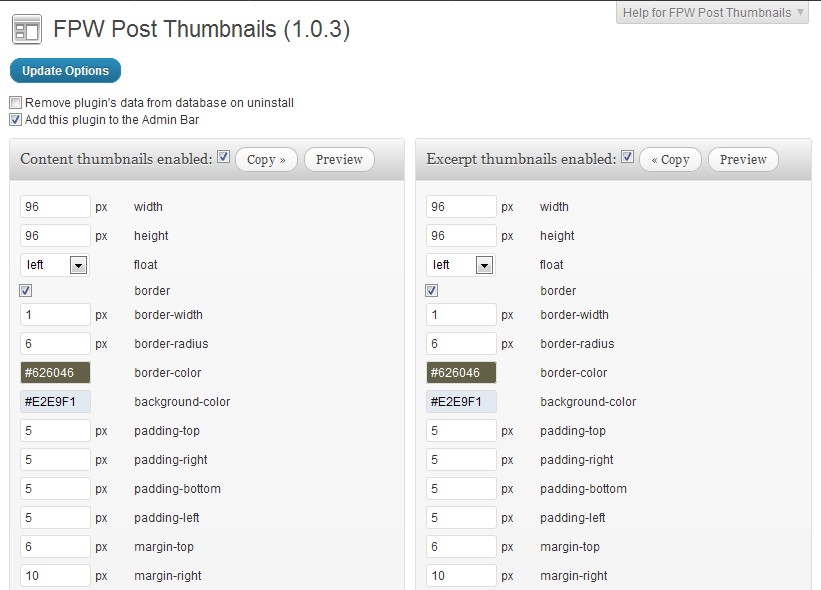 Help for FPW Post Thumbnails
FPW Post Thumbnails (1.0.3)
Update Options
Remove plugin's data from database on uninstall
Add this plugin to the Admin Bar
Content thumbnails enabled: Copy » Preview
96 px width
96 px height
left float
border
1 px border-width
6 px border-radius
#626046 border-color
#E2E9F1 background-color
5 px padding-top
5 px padding-right
5 px padding-bottom
5 px padding-left
6 px margin-top
10 px margin-right
Excerpt thumbnails enabled: « Copy Preview
96 px width
96 px height
left float
border
1 px border-width
6 px border-radius
#626046 border-color
#E2E9F1 background-color
5 px padding-top
5 px padding-right
5 px padding-bottom
5 px padding-left
6 px margin-top
10 px margin-right